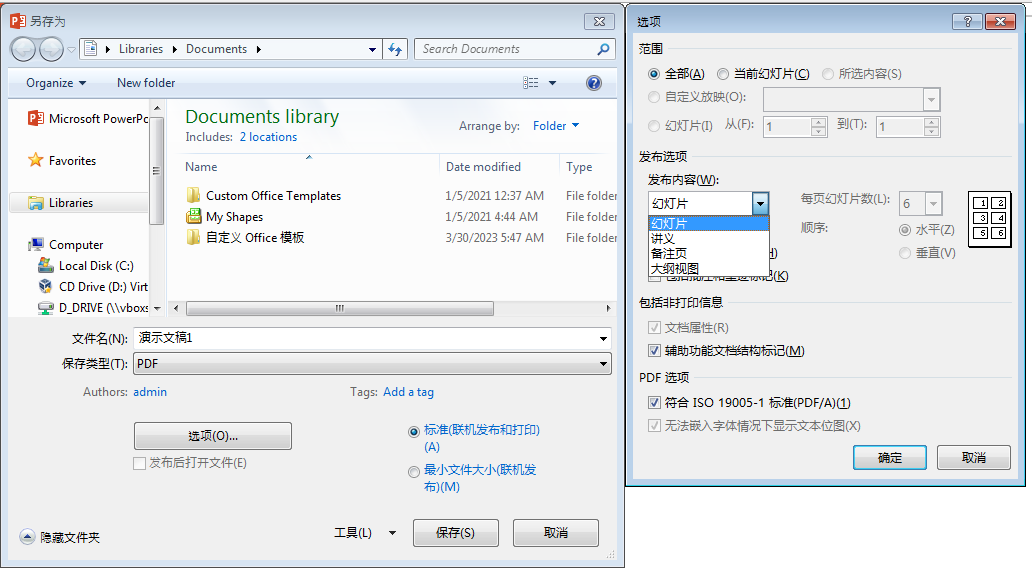 另存为
Libraries Documents
Search Documents
Organize New folder
Microsoft PowerPo
Favorites
Libraries
Computer
Local Disk (C:)
CD Drive (D:) Virt
D_DRIVE (\\vboxs
Documents library
Includes: 2 locations
Arrange by: Folder
Name Date modified Type
Custom Office Templates 1/5/2021 12:37 AM File folder
My Shapes 1/5/2021 4:44 AM File folder
自定义 Office 模板 3/30/2023 5:47 AM File folder
文件名(N): 演示文稿1
保存类型(T): PDF
Authors: admin Tags: Add a tag
选项(O)...
发布后打开文件(E)
标准(联机发布和打印)
(A)
最小文件大小(联机发
布)(M)
隐藏文件夹
工具(L) 保存(S) 取消
选项
范围
全部(A) 当前幻灯片(C) 所选内容(S)
自定义放映(O):
幻灯片(I) 从(F): 1 到(T): 1
发布选项
发布内容(W):
幻灯片
幻灯片
讲义
备注页
大纲视图
H)
包括批注和墨迹标记(K)
每页幻灯片数(L): 6
顺序: 水平(Z)
垂直(V)
1 2
3 4
5 6
包括非打印信息
文档属性(R)
辅助功能文档结构标记(M)
PDF 选项
符合 ISO 19005-1 标准(PDF/A)(1)
无法嵌入字体情况下显示文本位图(X)
确定 取消